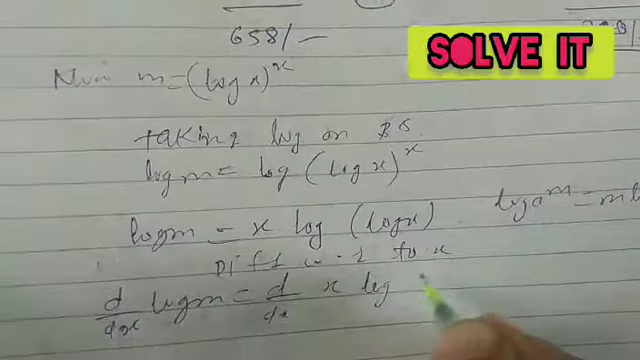 658/-
SOLVE IT
m = (log x)^x
taking log on BS.
log m = log (log x)^x
log m = x log (log x)
log a^m = m l
Diff w.r to x
d/dx log m = d/dx x log